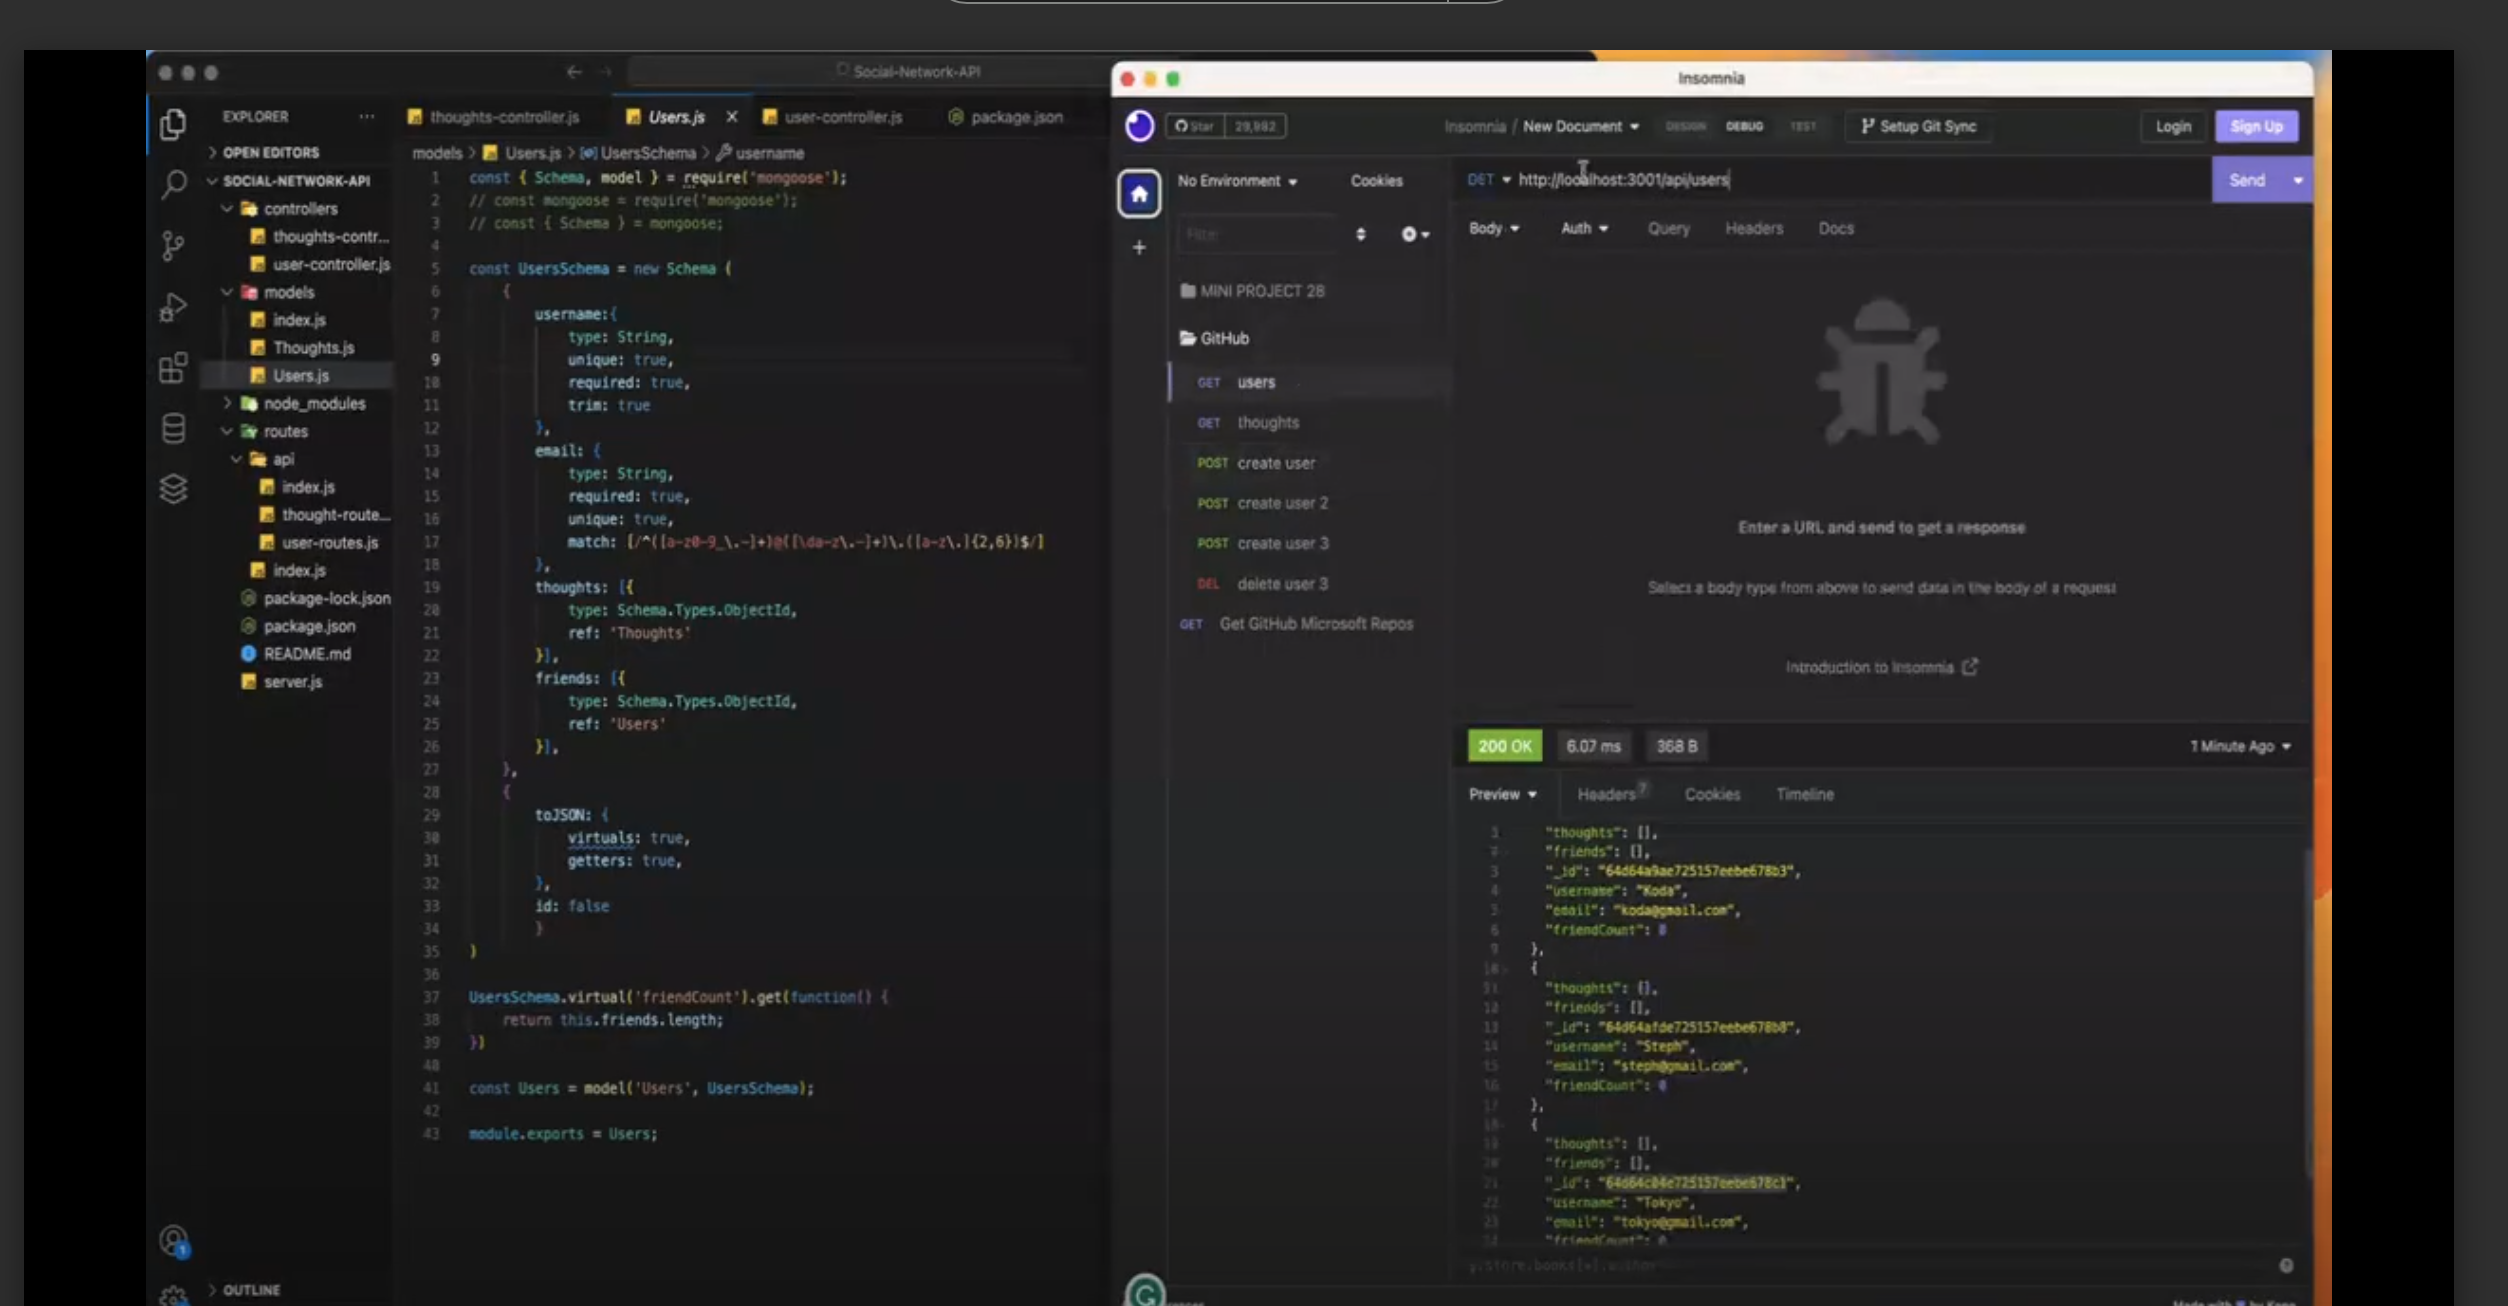 Social-Network-API
EXPLORER
OPEN EDITORS
SOCIAL-NETWORK-API
controllers
thoughts-contr...
user-controller.js
models
index.js
Thoughts.js
Users.js
node_modules
routes
api
index.js
thought-route...
user-routes.js
index.js
package-lock.json
package.json
README.md
server.js
1
OUTLINE
thoughts-controller.js Users.js user-controller.js package.json
models > Users.js > UsersSchema > username
1 const { Schema, model } = require('mongoose');
2 // const mongoose = require('mongoose');
3 // const { Schema } = mongoose;
4
5 const UsersSchema = new Schema (
6 {
7 username:{
8 type: String,
9 unique: true,
10 required: true,
11 trim: true
12 },
13 email: {
14 type: String,
15 required: true,
16 unique: true,
17 match: [/^([a-z0-9_\.-]+)@([\da-z\.-]+)\.([a-z\.]{2,6})$/]
18 },
19 thoughts: [{
20 type: Schema.Types.ObjectId,
21 ref: 'Thoughts'
22 }],
23 friends: [{
24 type: Schema.Types.ObjectId,
25 ref: 'Users'
26 }],
27 },
28 {
29 toJSON: {
30 virtuals: true,
31 getters: true,
32 },
33 id: false
34 }
35 )
36
37 UsersSchema.virtual('friendCount').get(function() {
38 return this.friends.length;
39 })
40
41 const Users = model('Users', UsersSchema);
42
43 module.exports = Users;
Insomnia
Star 29,982
Insomnia / New Document DESIGN DEBUG TEST Setup Git Sync Login Sign Up
No Environment Cookies
Filter
MINI PROJECT 28
GitHub
GET users
GET thoughts
POST create user
POST create user 2
POST create user 3
DEL delete user 3
GET Get GitHub Microsoft Repos
GET http://localhost:3001/api/users Send
Body Auth Query Headers Docs
Enter a URL and send to get a response
Select a body type from above to send data in the body of a request
Introduction to Insomnia
200 OK 6.07 ms 368 B 1 Minute Ago
Preview Headers 7 Cookies Timeline
"thoughts": [],
"friends": [],
"_id": "64d64a9ae725157eebe678b3",
"username": "Koda",
"email": "koda@gmail.com",
"friendCount": 0
},
{
"thoughts": [],
"friends": [],
"_id": "64d64afde725157eebe678b8",
"username": "Steph",
"email": "steph@gmail.com",
"friendCount": 0
},
{
"thoughts": [],
"friends": [],
"_id": "64d64c04e725157eebe678c1",
"username": "Tokyo",
"email": "tokyo@gmail.com",
"friendCount": 0
$.store.books[*].author